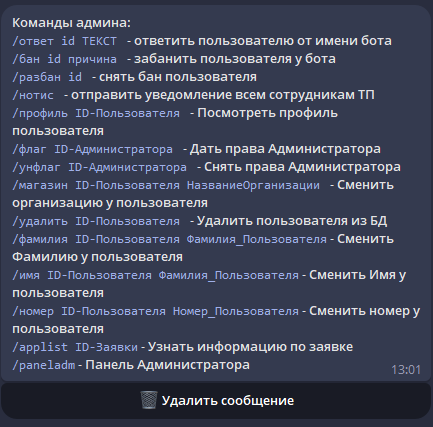 Команды админа:
/ответ id ТЕКСТ - ответить пользователю от имени бота
/бан id причина - забанить пользователя у бота
/разбан id - снять бан пользователя
/нотис - отправить уведомление всем сотрудникам ТП
/профиль ID-Пользователя - Посмотреть профиль
пользователя
/флаг ID-Администратора - Дать права Администратора
/унфлаг ID-Администратора - Снять права Администратора
/магазин ID-Пользователя НазваниеОрганизации - Сменить
организацию у пользователя
/удалить ID-Пользователя - Удалить пользователя из БД
/фамилия ID-Пользователя Фамилия_Пользователя - Сменить
Фамилию у пользователя
/имя ID-Пользователя Фамилия_Пользователя - Сменить Имя у
пользователя
/номер ID-Пользователя Номер_Пользователя - Сменить номер у
пользователя
/applist ID-Заявки - Узнать информацию по заявке
/paneladm - Панель Администратора
13:01
Удалить сообщение